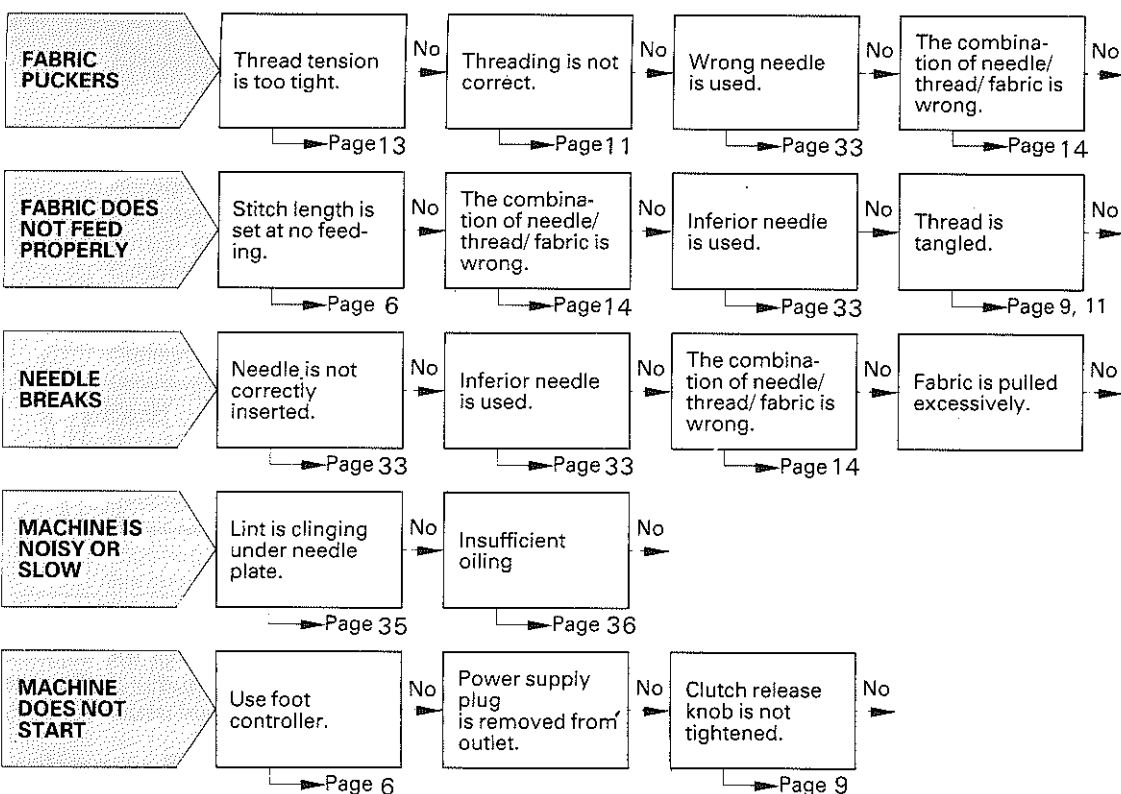 FABRIC
PUCKERS
Thread tension
is too tight.
Page 13
No
Threading is not
correct.
Page 11
No
Wrong needle
is used.
Page 33
No
The combina-
tion of needle/
thread/ fabric is
wrong.
Page 14
No
FABRIC DOES
NOT FEED
PROPERLY
Stitch length is
set at no feed-
ing.
Page 6
No
The combina-
tion of needle/
thread/ fabric is
wrong.
Page 14
No
Inferior needle
is used.
Page 33
No
Thread is
tangled.
Page 9, 11
No
NEEDLE
BREAKS
Needle is not
correctly
inserted.
Page 33
No
Inferior needle
is used.
Page 33
No
The combina-
tion of needle/
thread/ fabric is
wrong.
Page 14
No
Fabric is pulled
excessively.
No
MACHINE IS
NOISY OR
SLOW
Lint is clinging
under needle
plate.
Page 35
No
Insufficient
oiling
Page 36
No
MACHINE
DOES NOT
START
Use foot
controller.
Page 6
No
Power supply
plug
is removed from
outlet.
No
Clutch release
knob is not
tightened.
Page 9
No